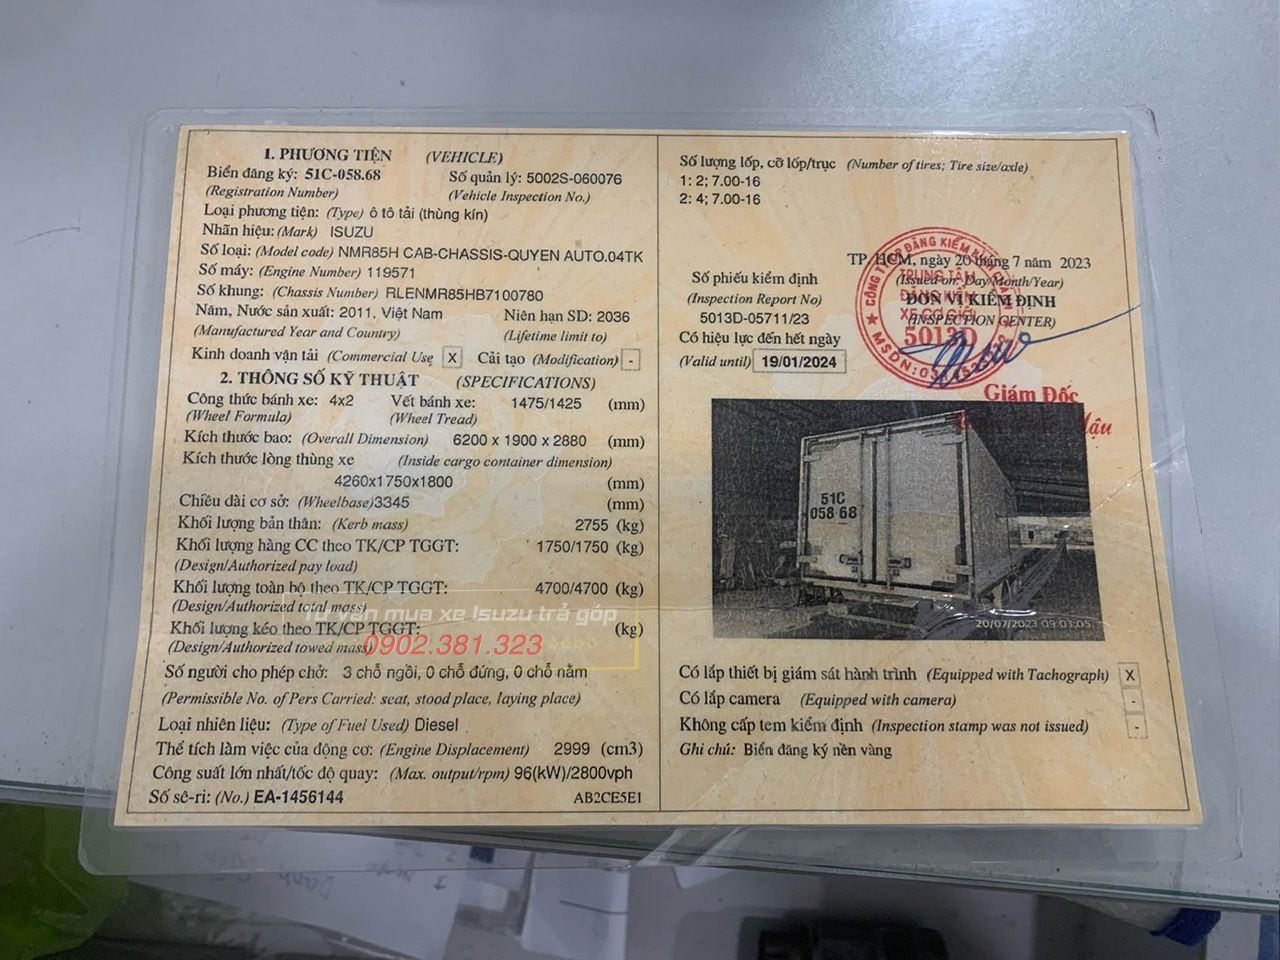 1. PHƯƠNG TIỆN (VEHICLE)
Biển đăng ký: 51C-058.68 Số quản lý: 5002S-060076
(Registration Number) (Vehicle Inspection No.)
Loại phương tiện: (Type) ô tô tải (thùng kín)
Nhãn hiệu: (Mark) ISUZU
Số loại: (Model code) NMR85H CAB-CHASSIS-QUYEN AUTO.04TK
Số máy: (Engine Number) 119571
Số khung: (Chassis Number) RLENMR85HB7100780
Năm, Nước sản xuất: 2011, Việt Nam Niên hạn SD: 2036
(Manufactured Year and Country) (Lifetime limit to)
Kinh doanh vận tải (Commercial Use X Cải tạo (Modification) -
2. THÔNG SỐ KỸ THUẬT (SPECIFICATIONS)
Công thức bánh xe: 4x2 Vết bánh xe: 1475/1425 (mm)
(Wheel Formula) (Wheel Tread)
Kích thước bao: (Overall Dimension) 6200 x 1900 x 2880 (mm)
Kích thước lòng thùng xe (Inside cargo container dimension)
4260x1750x1800 (mm)
Chiều dài cơ sở: (Wheelbase)3345 (mm)
Khối lượng bản thân: (Kerb mass) 2755 (kg)
Khối lượng hàng CC theo TK/CP TGGT: 1750/1750 (kg)
(Design/Authorized pay load)
Khối lượng toàn bộ theo TK/CP TGGT: 4700/4700 (kg)
(Design/Authorized total mass)
Tư vấn mua xe Isuzu trả góp
Khối lượng kéo theo TK/CP TGGT: (kg)
(Design/Authorized towed mass)
0902.381.323
Số người cho phép chở: 3 chỗ ngồi, 0 chỗ đứng, 0 chỗ nằm
(Permissible No. of Pers Carried: seat, stood place, laying place)
Loại nhiên liệu: (Type of Fuel Used) Diesel
Thể tích làm việc của động cơ: (Engine Displacement) 2999 (cm3)
Công suất lớn nhất/tốc độ quay: (Max. output/rpm) 96(kW)/2800vph
Số sê-ri: (No.) EA-1456144 AB2CE5E1
Số lượng lốp, cỡ lốp/trục (Number of tires; Tire size/axle)
1: 2; 7.00-16
2: 4; 7.00-16
TP. HCM, ngày 20 tháng 7 năm 2023
(Issued on: Day/Month/Year)
Số phiếu kiểm định
(Inspection Report No)
5013D-05711/23
ĐƠN VỊ KIỂM ĐỊNH
(INSPECTION CENTER)
TRUNG TÂM
ĐĂNG KIỂM
XE CƠ GIỚI
5013D
Có hiệu lực đến hết ngày
(Valid until) 19/01/2024
Giám Đốc
51C
058 68
20/07/2023 09:03:05
Có lắp thiết bị giám sát hành trình (Equipped with Tachograph) X
Có lắp camera (Equipped with camera) -
Không cấp tem kiểm định (Inspection stamp was not issued) -
Ghi chú: Biển đăng ký nền vàng